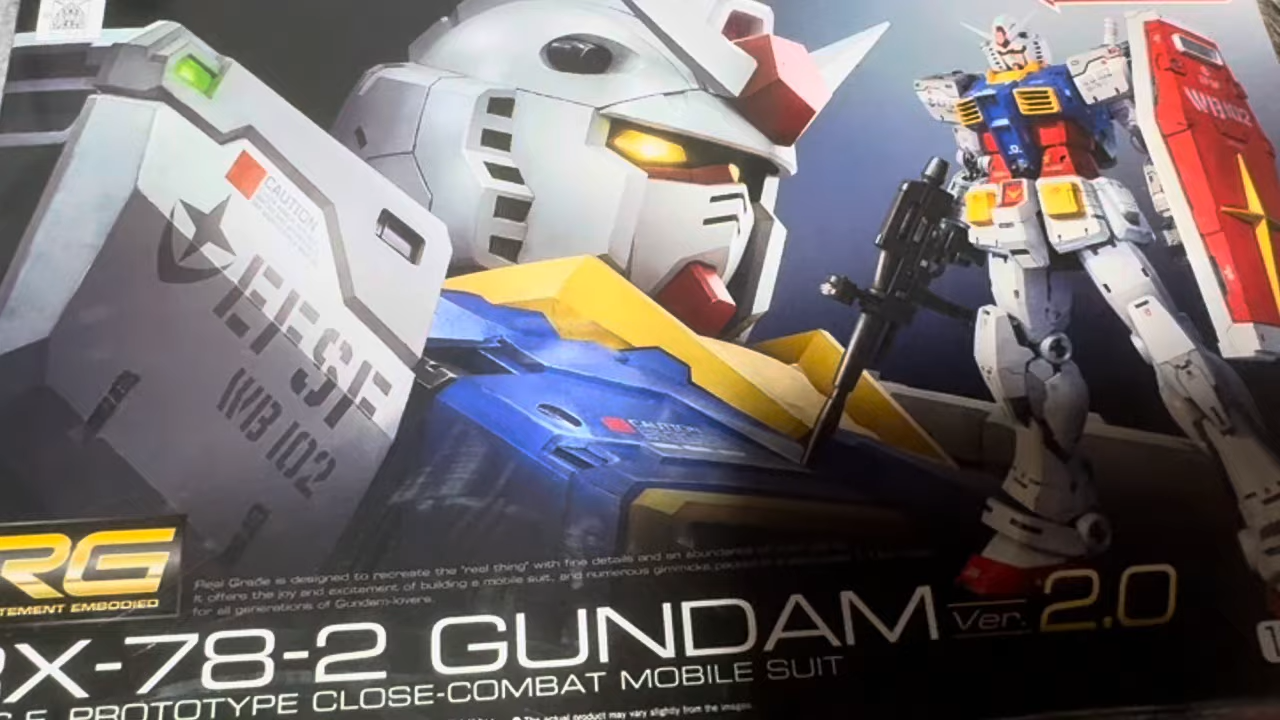 CAUTION
EFSF
WB 102
WB102
CAUTION
RG
TEMENT EMBODIED
Real Grade is designed to recreate the "real thing" with fine details and an abundance of
It offers the joy and excitement of building a mobile suit, and numerous gimmicks
for all generations of Gundam-lovers.
RX-78-2 GUNDAM Ver. 2.0
S.F. PROTOTYPE CLOSE-COMBAT MOBILE SUIT
The actual product may vary slightly from the images.